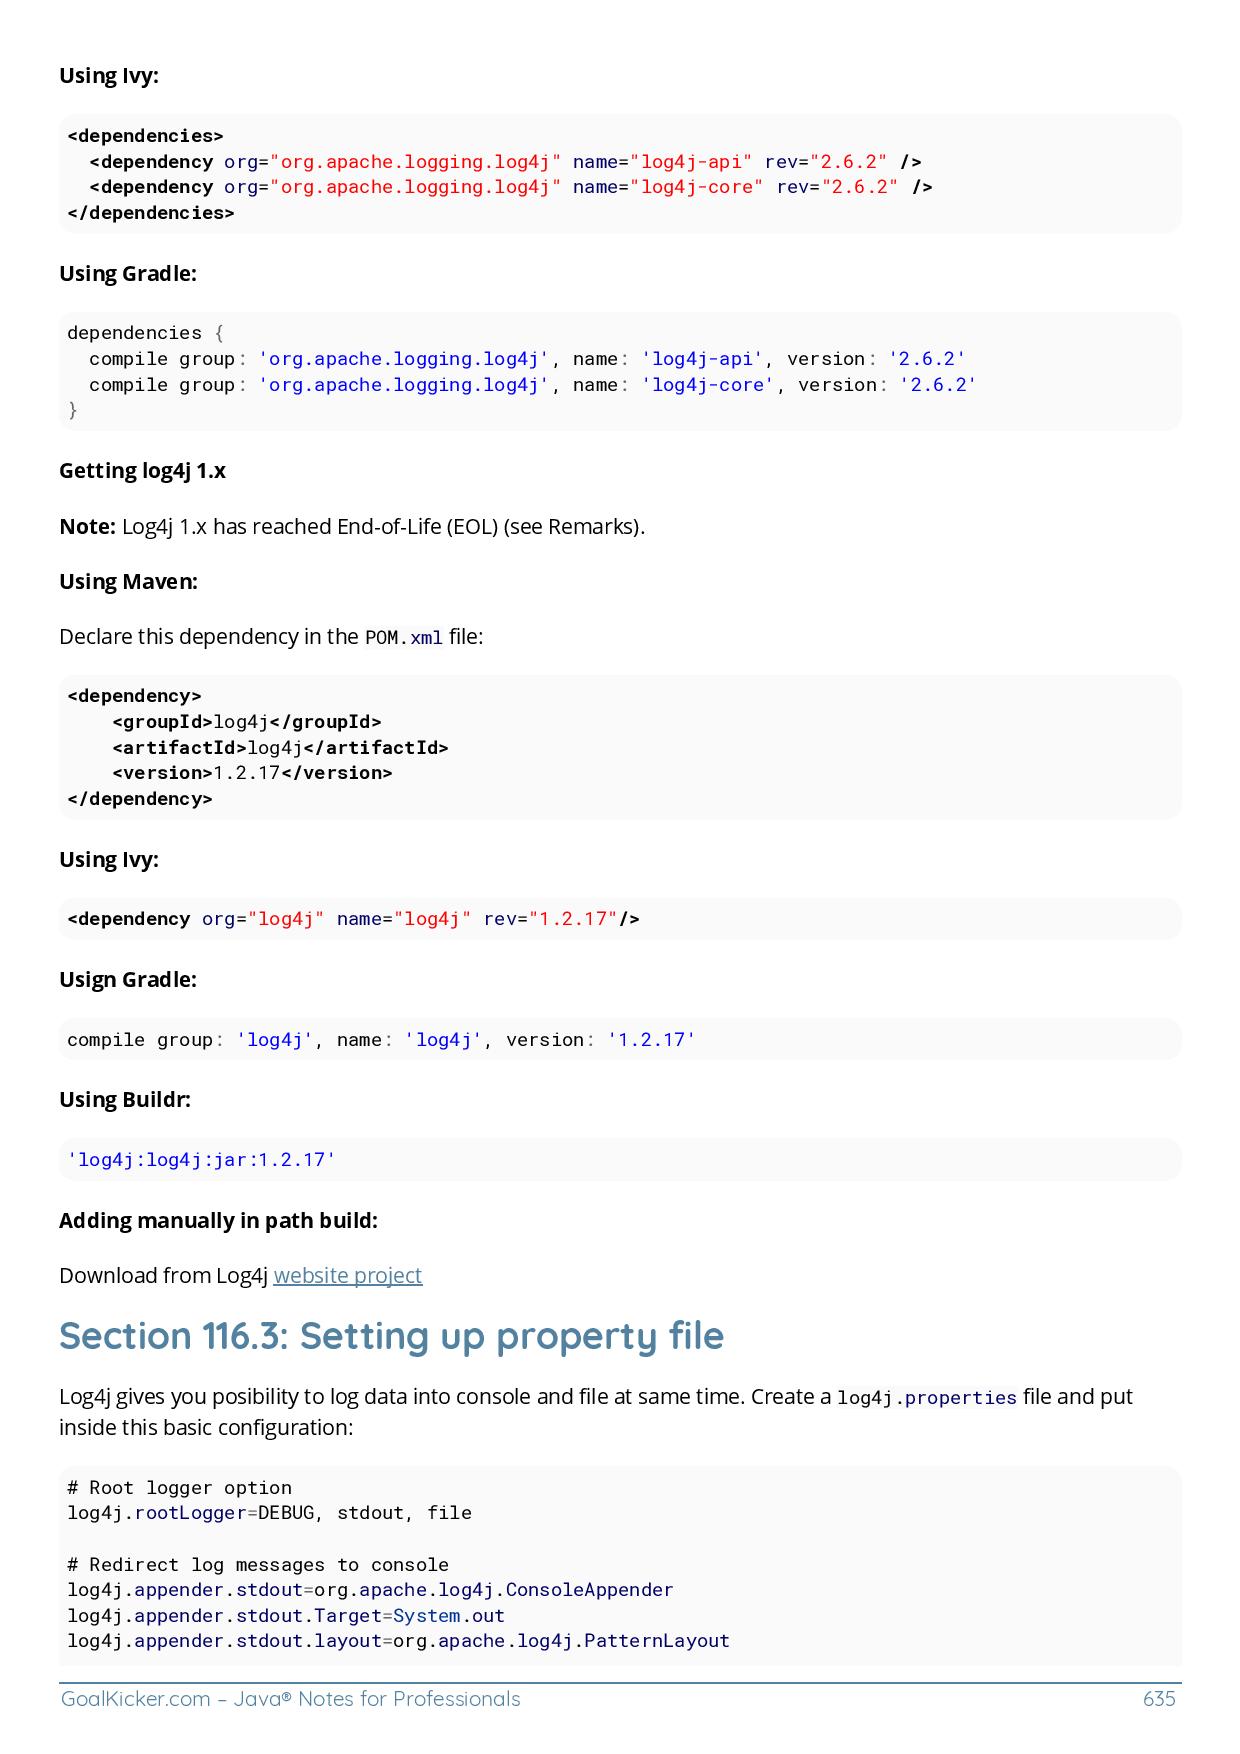 Using Ivy:
<dependencies>
  <dependency org="org.apache.logging.log4j" name="log4j-api" rev="2.6.2" />
  <dependency org="org.apache.logging.log4j" name="log4j-core" rev="2.6.2" />
</dependencies>
Using Gradle:
dependencies {
  compile group: 'org.apache.logging.log4j', name: 'log4j-api', version: '2.6.2'
  compile group: 'org.apache.logging.log4j', name: 'log4j-core', version: '2.6.2'
}
Getting log4j 1.x
Note: Log4j 1.x has reached End-of-Life (EOL) (see Remarks).
Using Maven:
Declare this dependency in the POM.xml file:
<dependency>
    <groupId>log4j</groupId>
    <artifactId>log4j</artifactId>
    <version>1.2.17</version>
</dependency>
Using Ivy:
<dependency org="log4j" name="log4j" rev="1.2.17"/>
Usign Gradle:
compile group: 'log4j', name: 'log4j', version: '1.2.17'
Using Buildr:
'log4j:log4j:jar:1.2.17'
Adding manually in path build:
Download from Log4j website project
Section 116.3: Setting up property file
Log4j gives you posibility to log data into console and file at same time. Create a log4j.properties file and put
inside this basic configuration:
# Root logger option
log4j.rootLogger=DEBUG, stdout, file
# Redirect log messages to console
log4j.appender.stdout=org.apache.log4j.ConsoleAppender
log4j.appender.stdout.Target=System.out
log4j.appender.stdout.layout=org.apache.log4j.PatternLayout
GoalKicker.com – Java® Notes for Professionals 635